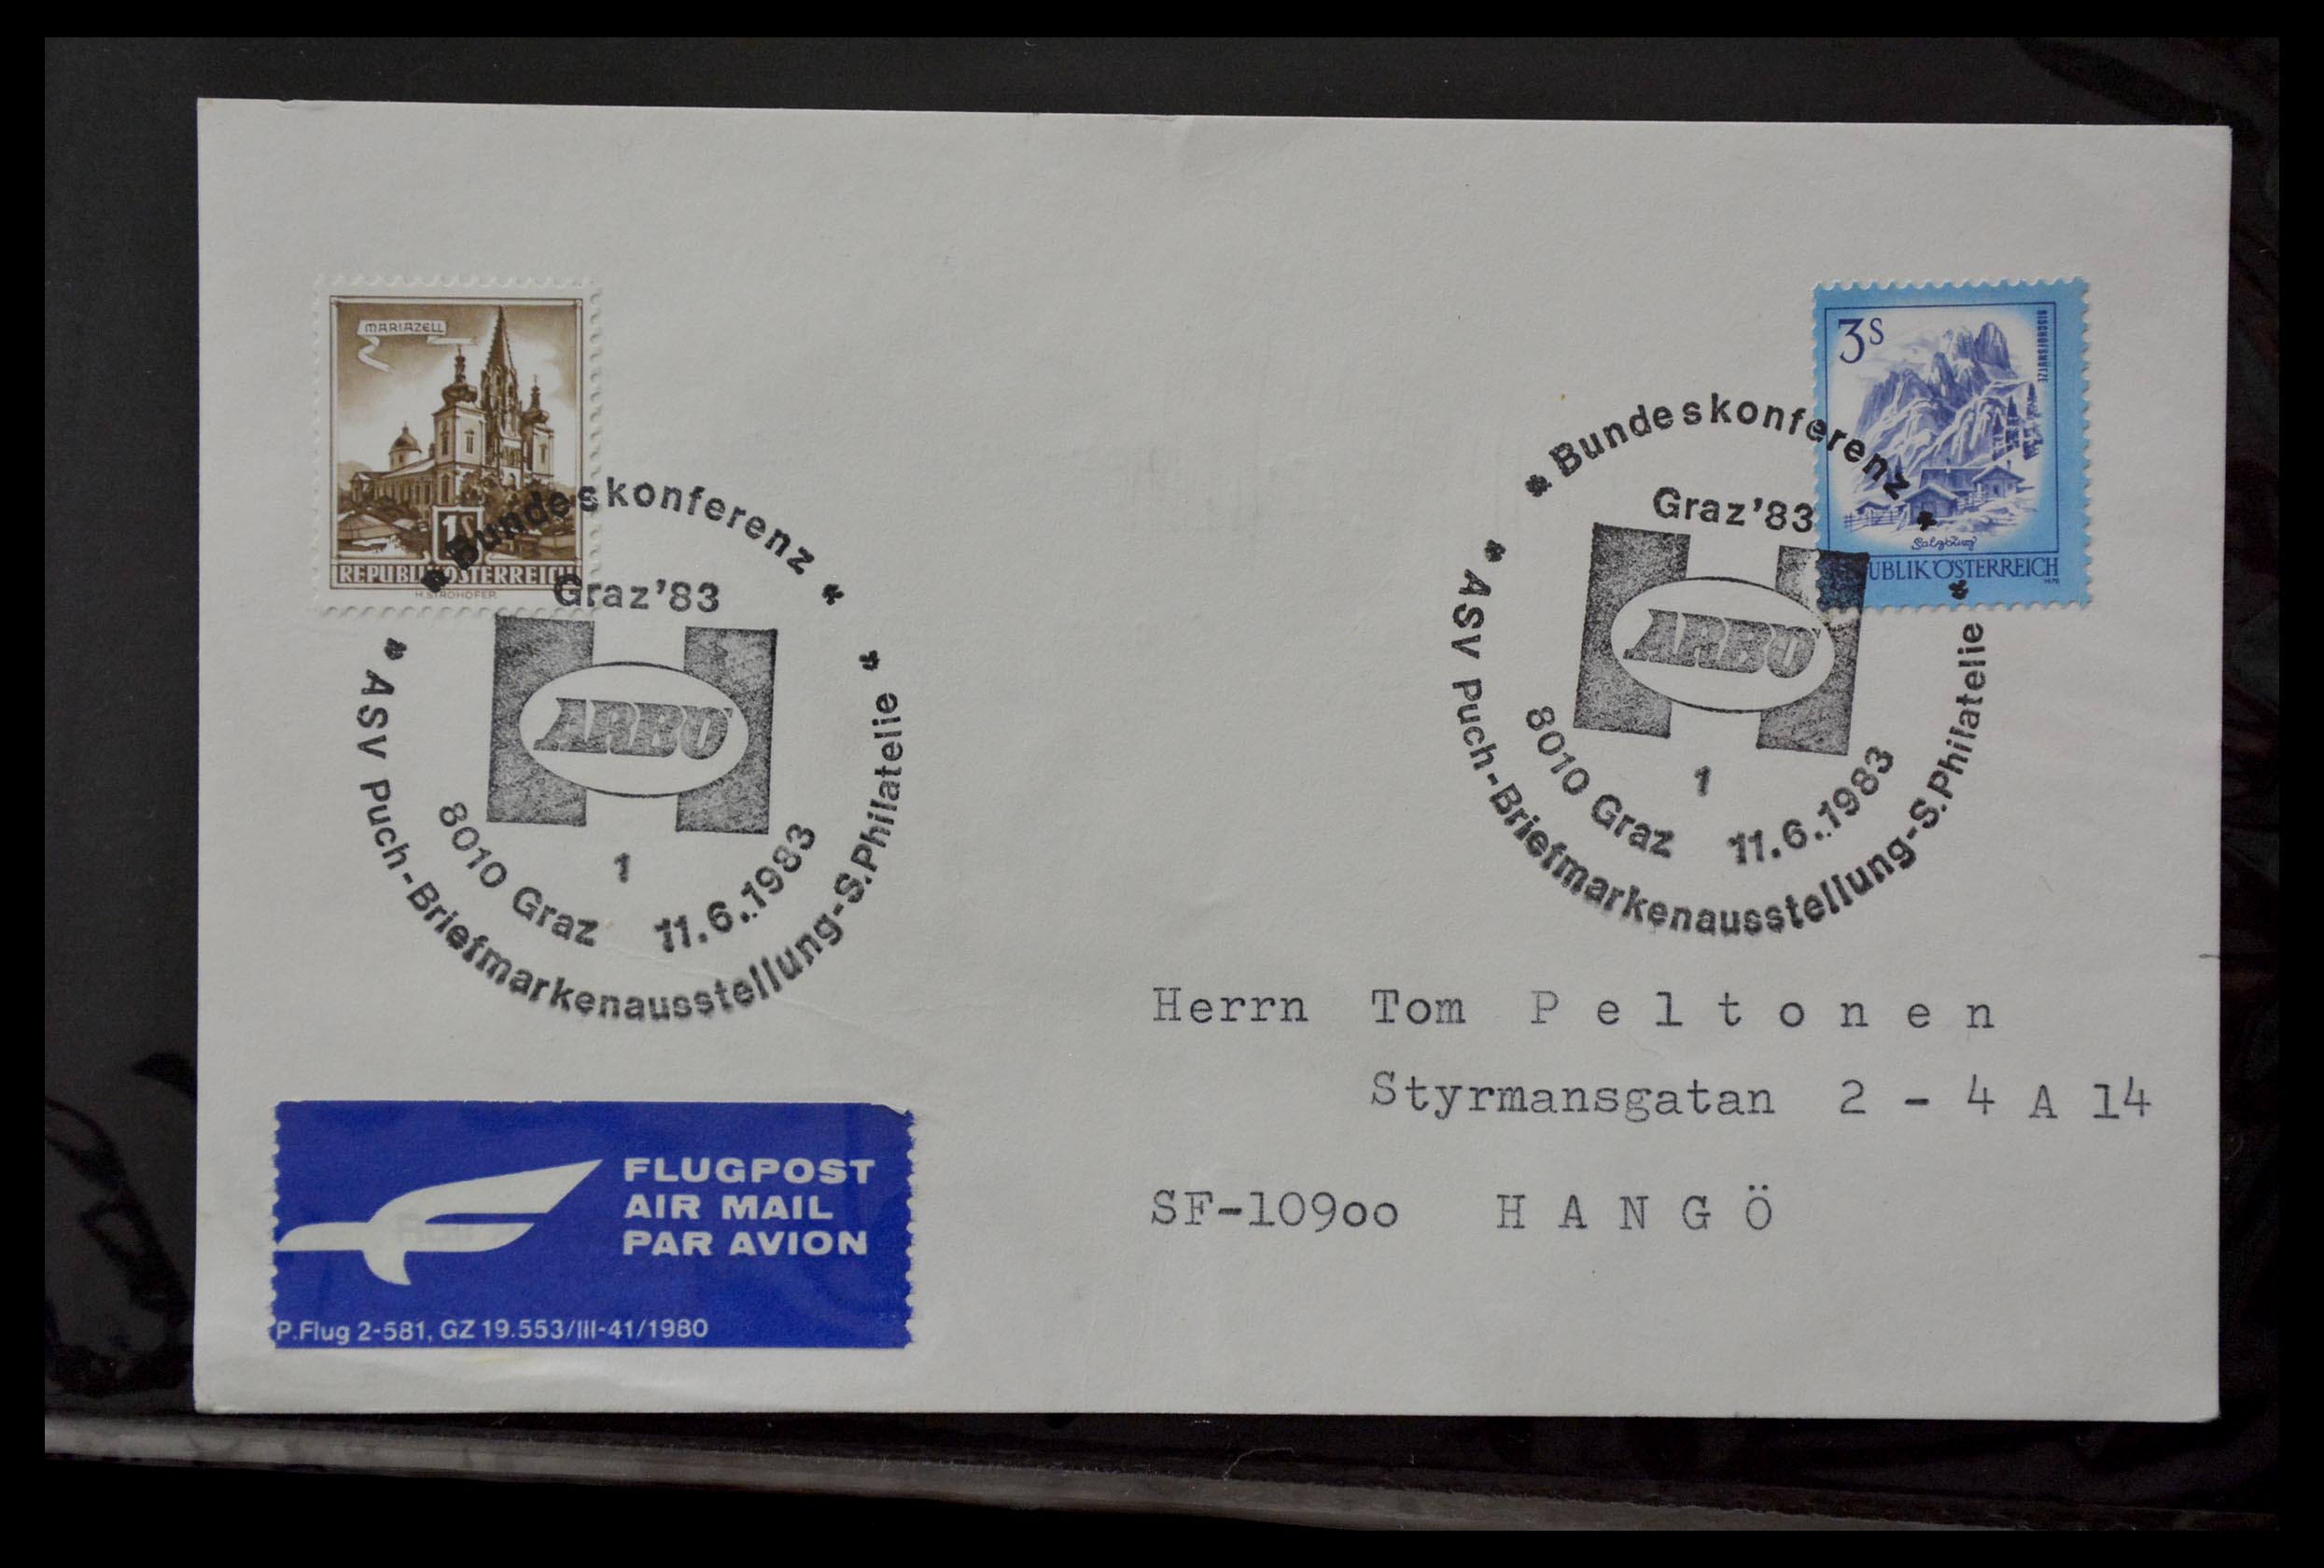 MARIAZELL
1S
REPUBLIK ÖSTERREICH
H STROHOFER
Bundeskonferenz
Graz'83
ARBÖ
1
8010 Graz 11.6..1983
ASV Puch-Briefmarkenausstellung-S.Philatelie
3S
BISCHOFSMÜTZE
Salzburg
REPUBLIK ÖSTERREICH
Bundeskonferenz
Graz'83
ARBÖ
1
8010 Graz 11.6..1983
ASV Puch-Briefmarkenausstellung-S.Philatelie
Herrn Tom Peltonen
Styrmansgatan 2 - 4 A 14
SF-10900 HANGÖ
FLUGPOST
AIR MAIL
PAR AVION
P.Flug 2-581, GZ 19.553/III-41/1980